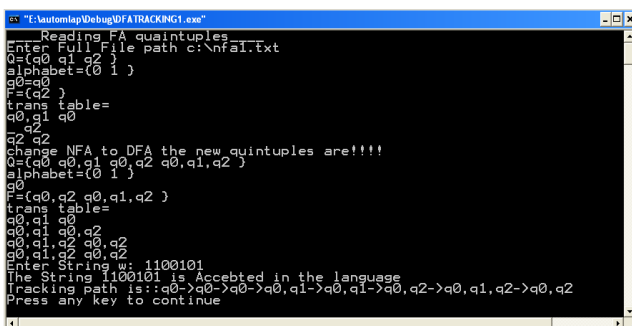 "E:\automlap\Debug\DFATRACKING1.exe"
____Reading FA quaintuples____
Enter Full File path c:\nfa1.txt
Q={q0 q1 q2 }
alphabet={0 1 }
q0=q0
F={q2 }
trans table=
q0,q1 q0
_ q2
q2 q2
change NFA to DFA the new quintuples are!!!!
Q={q0 q0,q1 q0,q2 q0,q1,q2 }
alphabet={0 1 }
q0
F={q0,q2 q0,q1,q2 }
trans table=
q0,q1 q0
q0,q1 q0,q2
q0,q1,q2 q0,q2
q0,q1,q2 q0,q2
Enter String w: 1100101
The String 1100101 is Accebted in the language
Tracking path is::q0->q0->q0->q0,q1->q0,q1->q0,q2->q0,q1,q2->q0,q2
Press any key to continue